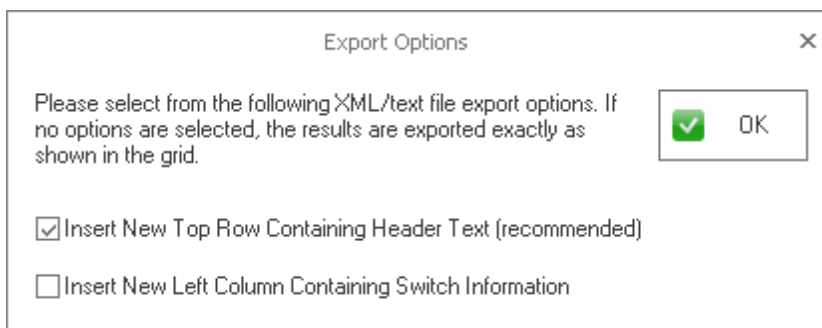 Export Options
Please select from the following XML/text file export options. If
no options are selected, the results are exported exactly as
shown in the grid.
OK
Insert New Top Row Containing Header Text (recommended)
Insert New Left Column Containing Switch Information